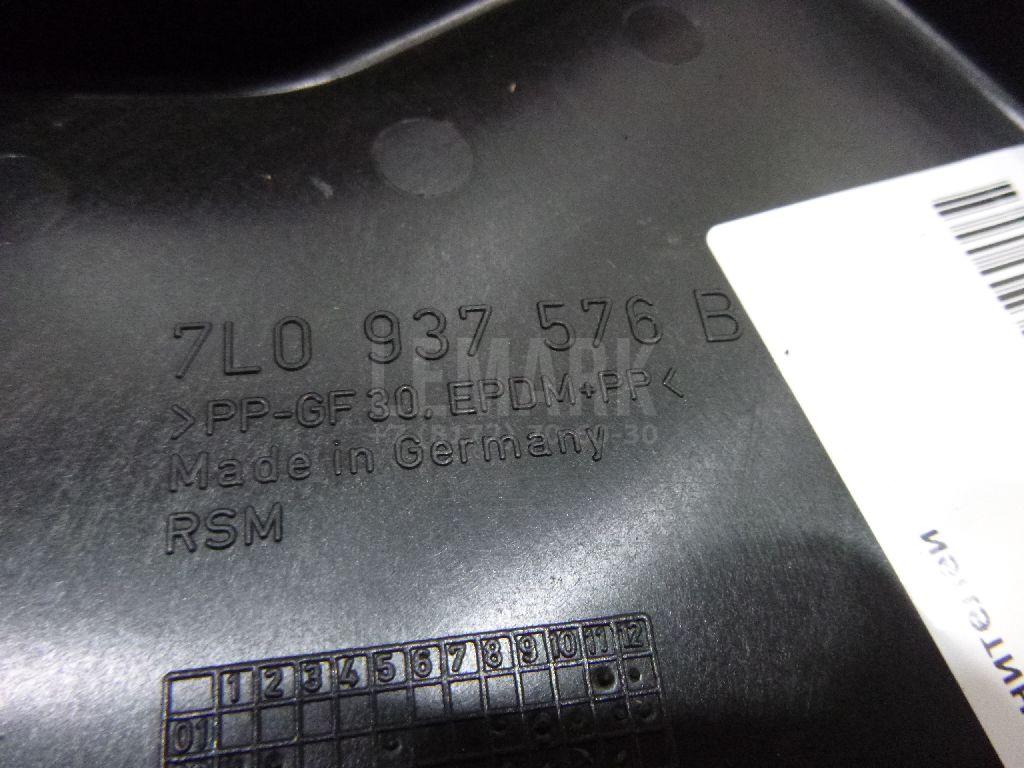 7L0 937 576 B
>PP-GF 30. EPDM+PP<
Made in Germany
RSM
1 2 3 4 5 6 7 8 9 10 11 12
01
LEMARK